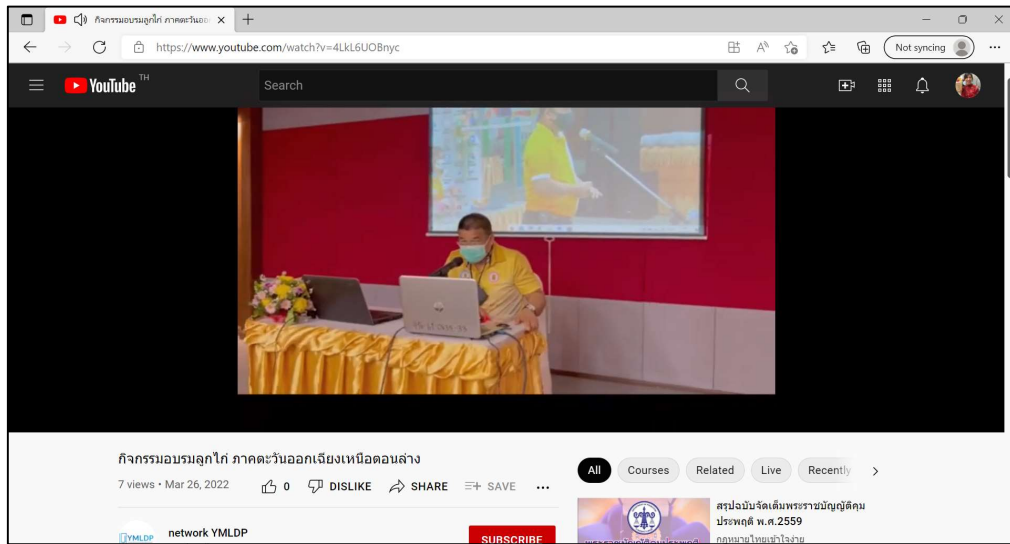 กิจกรรมอบรมลูกไก่ ภาคตะวันออ
https://www.youtube.com/watch?v=4LkL6UOBnyc
Not syncing
YouTube TH
Search
กิจกรรมอบรมลูกไก่ ภาคตะวันออกเฉียงเหนือตอนล่าง
7 views • Mar 26, 2022
0 DISLIKE SHARE SAVE
All Courses Related Live Recently
สรุปฉบับจัดเต็มพระราชบัญญัติคุม
ประพฤติ พ.ศ.2559
กฎหมายไทยเข้าใจง่าย
YMLDP
network YMLDP
SUBSCRIBE